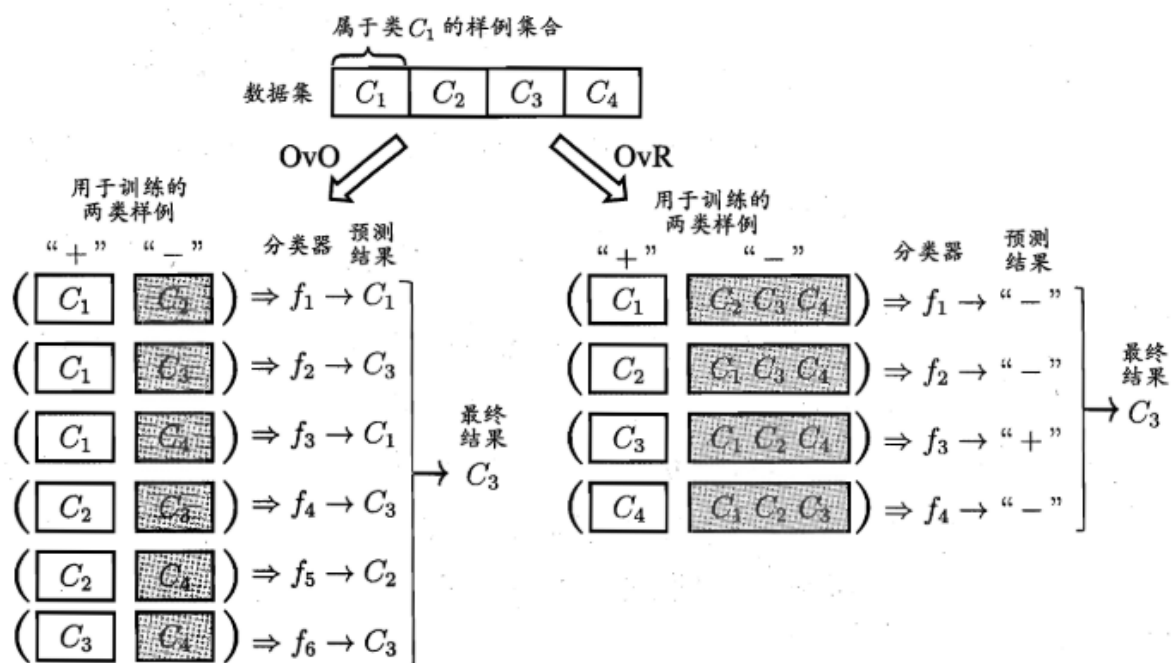 属于类 C₁ 的样例集合
数据集 C₁ C₂ C₃ C₄
OvO
用于训练的
两类样例
“+” “−” 分类器 预测
结果
( C₁ C₂ ) ⇒ f₁ → C₁
( C₁ C₃ ) ⇒ f₂ → C₃
( C₁ C₄ ) ⇒ f₃ → C₁
( C₂ C₃ ) ⇒ f₄ → C₃
( C₂ C₄ ) ⇒ f₅ → C₂
( C₃ C₄ ) ⇒ f₆ → C₃
最终
结果
C₃
OvR
用于训练的
两类样例
“+” “−” 分类器 预测
结果
( C₁ C₂ C₃ C₄ ) ⇒ f₁ → “−”
( C₂ C₁ C₃ C₄ ) ⇒ f₂ → “−”
( C₃ C₁ C₂ C₄ ) ⇒ f₃ → “+”
( C₄ C₁ C₂ C₃ ) ⇒ f₄ → “−”
最终
结果
C₃